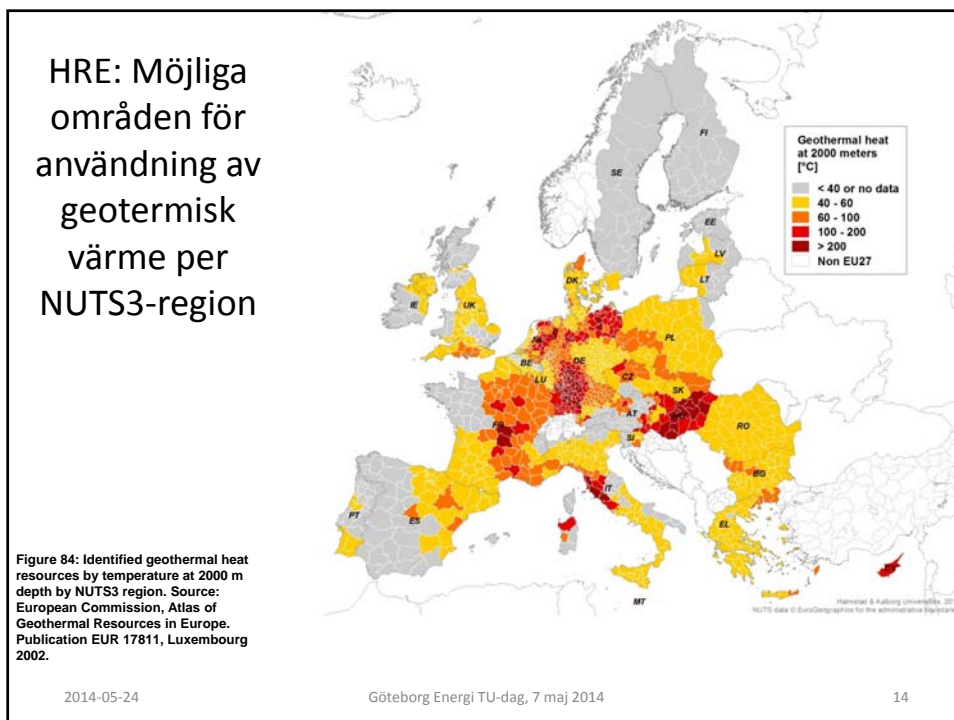 HRE: Möjliga
områden för
användning av
geotermisk
värme per
NUTS3-region
Figure 84: Identified geothermal heat
resources by temperature at 2000 m
depth by NUTS3 region. Source:
European Commission, Atlas of
Geothermal Resources in Europe.
Publication EUR 17811, Luxembourg
2002.
Geothermal heat
at 2000 meters
[°C]
< 40 or no data
40 - 60
60 - 100
100 - 200
> 200
Non EU27
FI
SE
EE
LV
LT
DK
IE
UK
NL
PL
BE
DE
LU
CZ
SK
FR
AT
HU
SI
RO
IT
BG
PT
ES
EL
MT
Halmstad & Aalborg Universities, 201
NUTS data © EuroGeographics for the administrative
2014-05-24
Göteborg Energi TU-dag, 7 maj 2014
14